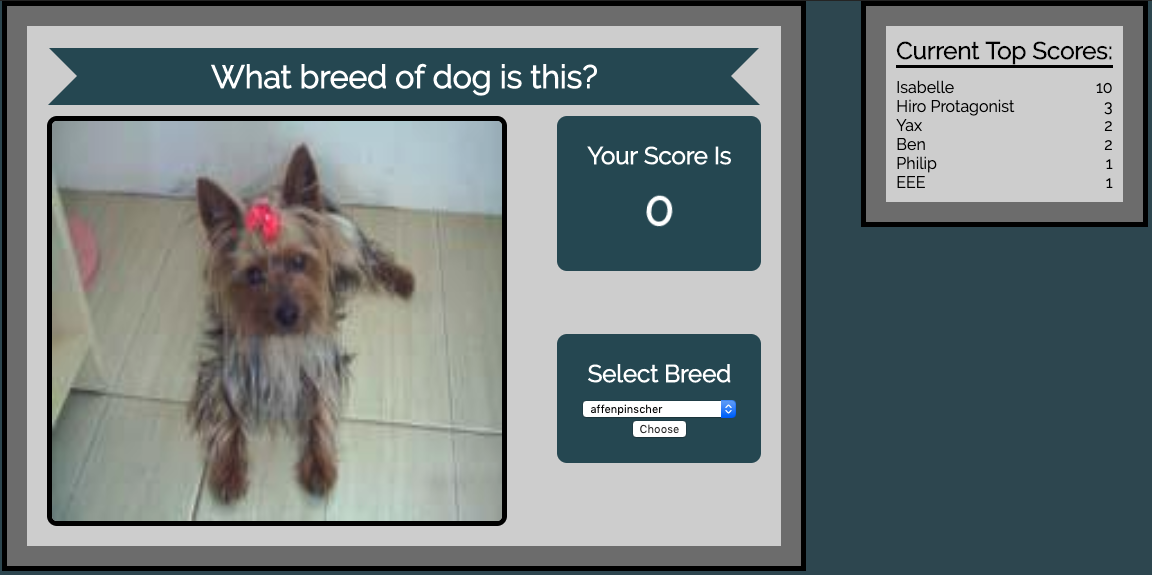 What breed of dog is this?
Your Score Is
0
Select Breed
affenpinscher
Choose
Current Top Scores:
Isabelle 10
Hiro Protagonist 3
Yax 2
Ben 2
Philip 1
EEE 1